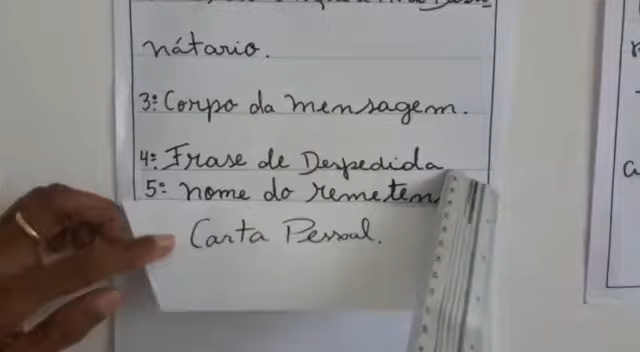 nátario.
3º: Corpo da mensagem.
4º: Frase de Despedida
5º: nome do remeten
Carta Pessoal.